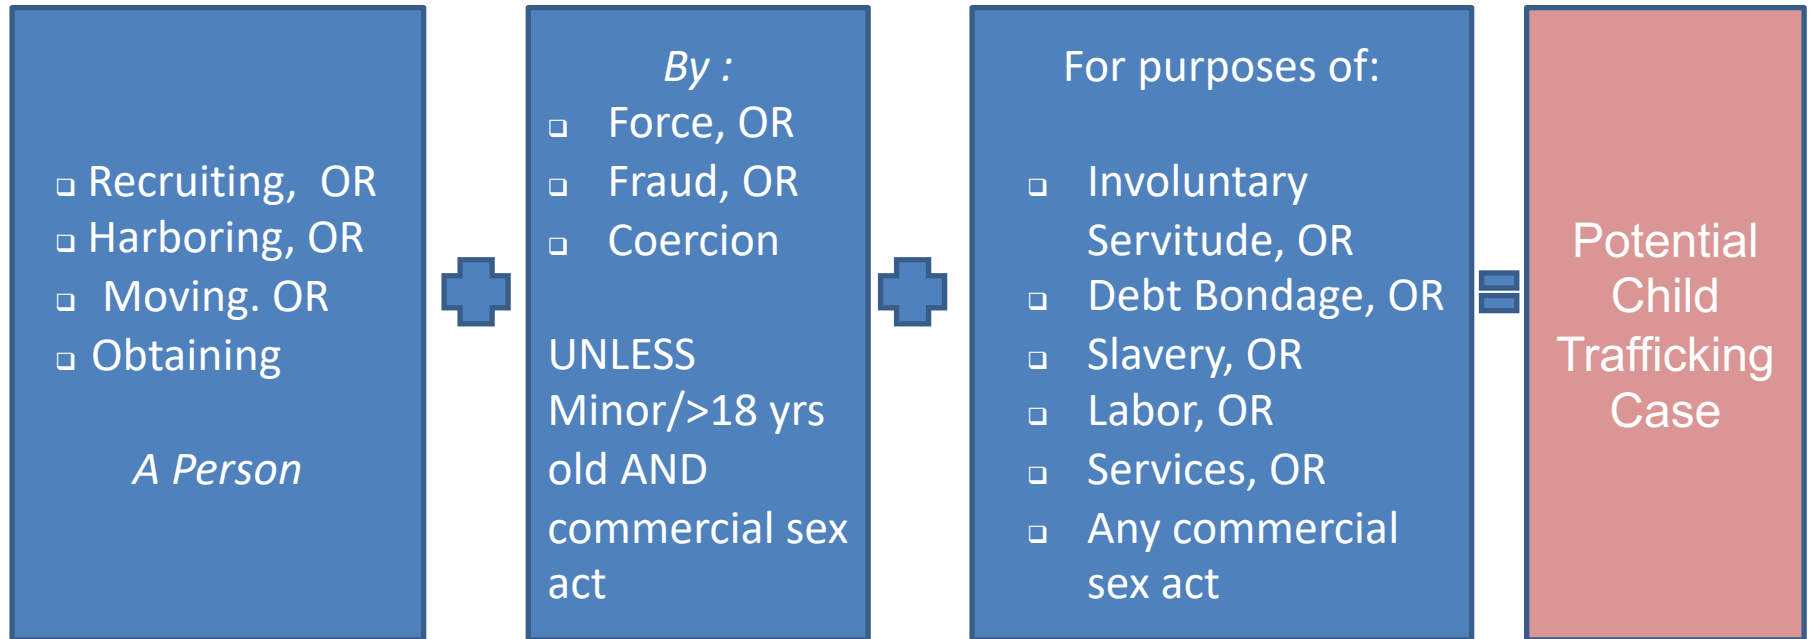 Recruiting, OR
Harboring, OR
Moving. OR
Obtaining
A Person
By :
Force, OR
Fraud, OR
Coercion
UNLESS
Minor/>18 yrs
old AND
commercial sex
act
For purposes of:
Involuntary
Servitude, OR
Debt Bondage, OR
Slavery, OR
Labor, OR
Services, OR
Any commercial
sex act
Potential
Child
Trafficking
Case